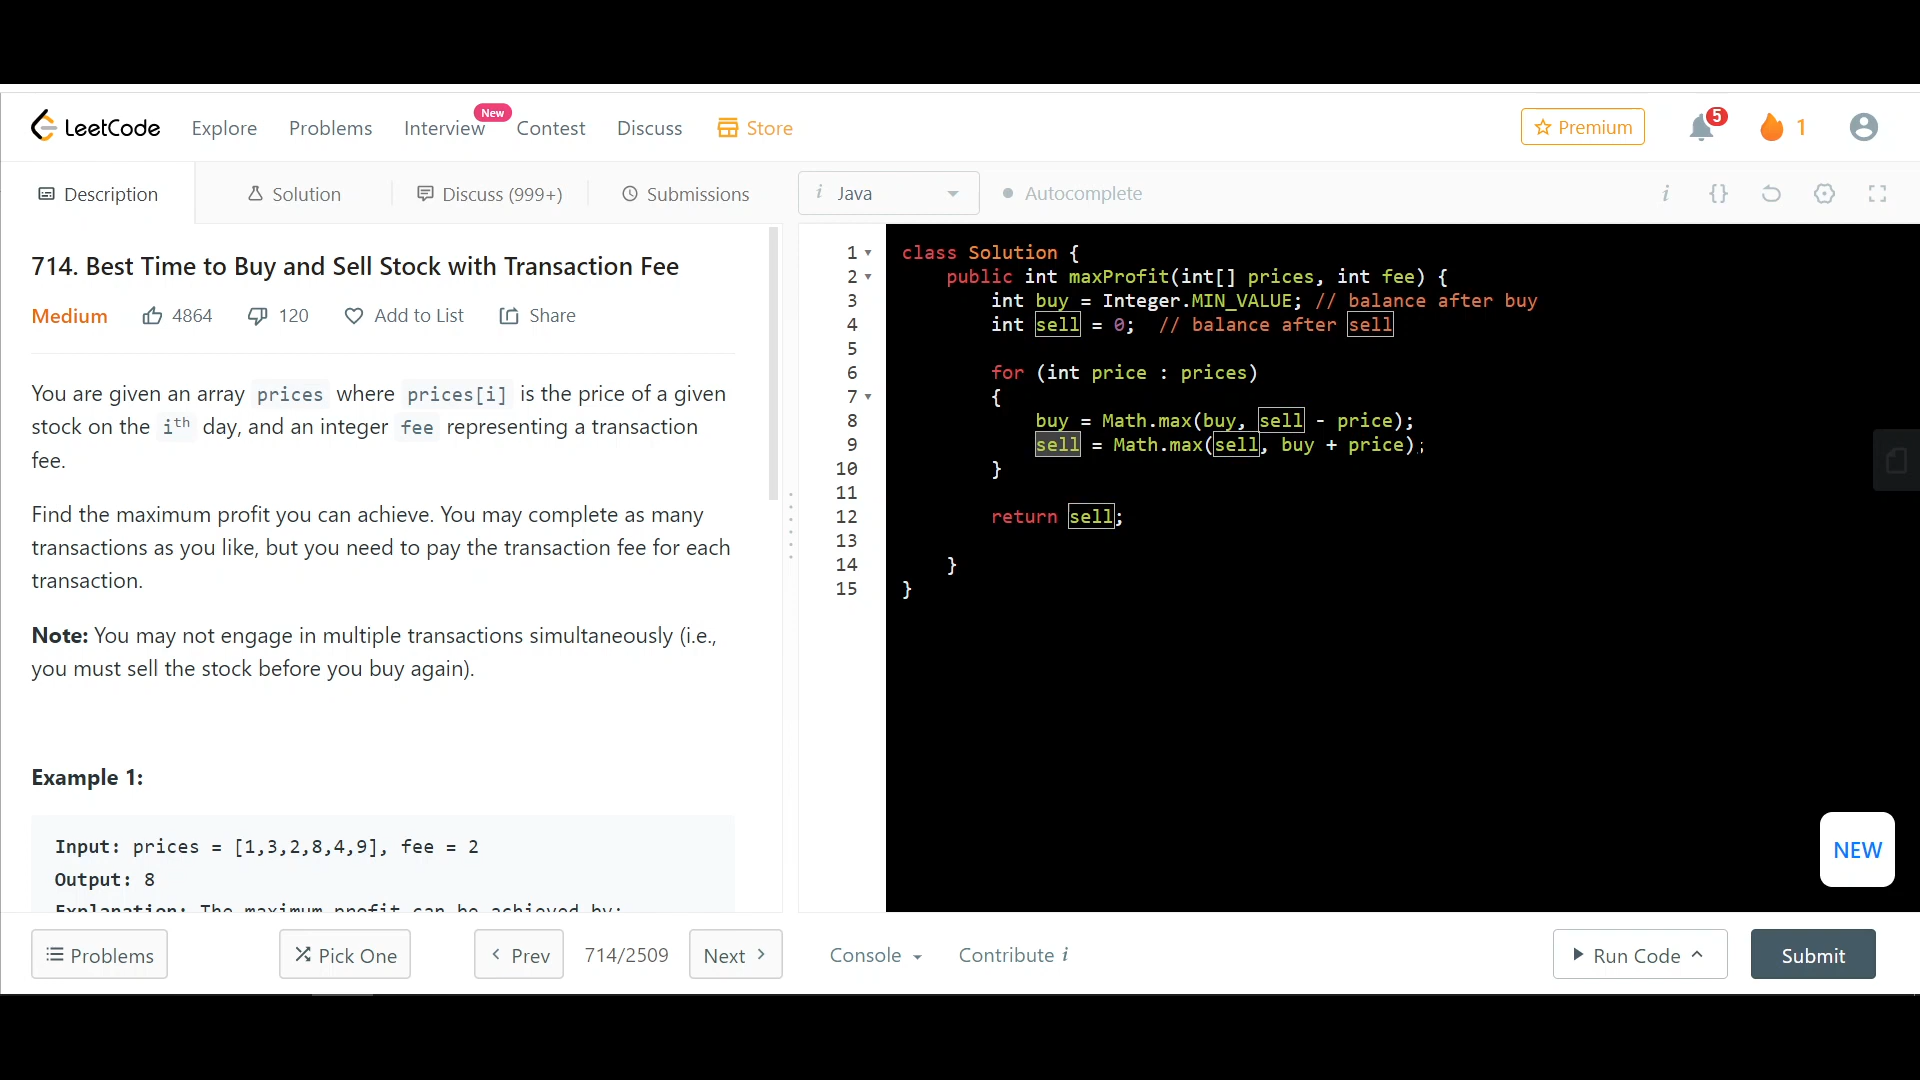 LeetCode Explore Problems Interview New Contest Discuss Store Premium 5 1
Description Solution Discuss (999+) Submissions
i Java Autocomplete i {}
714. Best Time to Buy and Sell Stock with Transaction Fee
Medium 4864 120 Add to List Share
You are given an array prices where prices[i] is the price of a given
stock on the ith day, and an integer fee representing a transaction
fee.
Find the maximum profit you can achieve. You may complete as many
transactions as you like, but you need to pay the transaction fee for each
transaction.
Note: You may not engage in multiple transactions simultaneously (i.e.,
you must sell the stock before you buy again).
Example 1:
Input: prices = [1,3,2,8,4,9], fee = 2
Output: 8
Explanation: The maximum profit can be achieved by:
1 class Solution {
2 public int maxProfit(int[] prices, int fee) {
3 int buy = Integer.MIN_VALUE; // balance after buy
4 int sell = 0; // balance after sell
5
6 for (int price : prices)
7 {
8 buy = Math.max(buy, sell - price);
9 sell = Math.max(sell, buy + price);
10 }
11
12 return sell;
13
14 }
15 }
NEW
Problems Pick One Prev 714/2509 Next Console Contribute i Run Code Submit